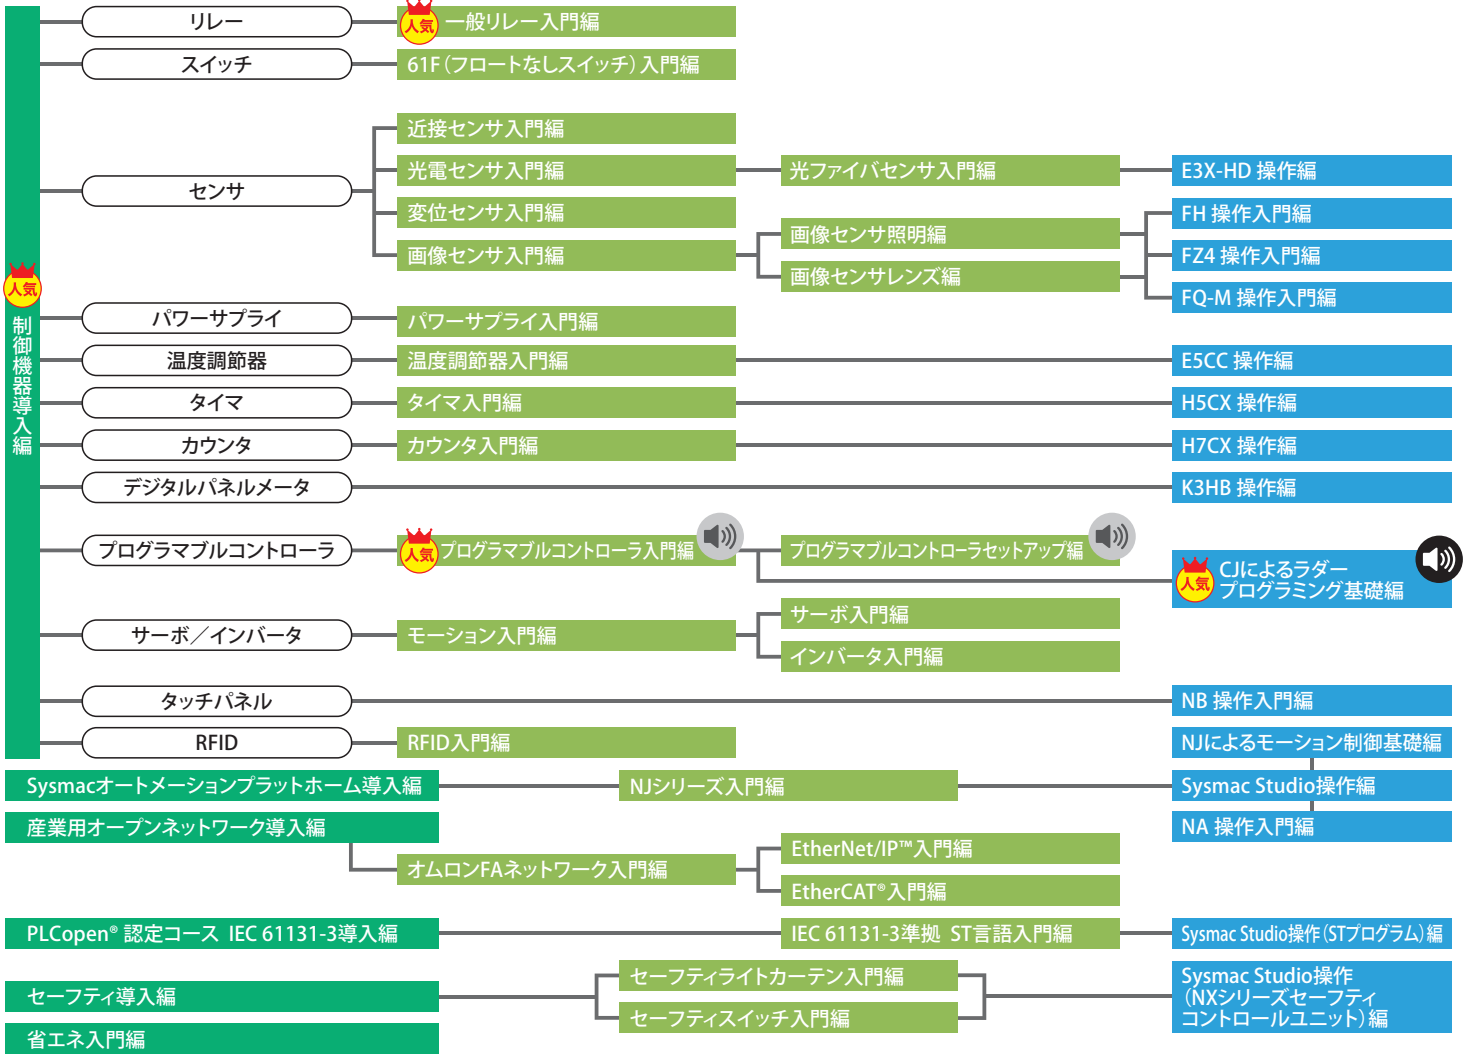 リレー
人気
一般リレー入門編
スイッチ
61F（フロートなしスイッチ）入門編
近接センサ入門編
光電センサ入門編
光ファイバセンサ入門編
E3X-HD 操作編
センサ
変位センサ入門編
画像センサ入門編
画像センサ照明編
画像センサレンズ編
FH 操作入門編
FZ4 操作入門編
FQ-M 操作入門編
人気
制御機器導入編
パワーサプライ
パワーサプライ入門編
温度調節器
温度調節器入門編
E5CC 操作編
タイマ
タイマ入門編
H5CX 操作編
カウンタ
カウンタ入門編
H7CX 操作編
デジタルパネルメータ
K3HB 操作編
プログラマブルコントローラ
人気
プログラマブルコントローラ入門編
プログラマブルコントローラセットアップ編
人気
CJによるラダー
プログラミング基礎編
サーボ／インバータ
モーション入門編
サーボ入門編
インバータ入門編
タッチパネル
NB 操作入門編
RFID
RFID入門編
NJによるモーション制御基礎編
Sysmacオートメーションプラットホーム導入編
NJシリーズ入門編
Sysmac Studio操作編
産業用オープンネットワーク導入編
NA 操作入門編
オムロンFAネットワーク入門編
EtherNet/IP™入門編
EtherCAT®入門編
PLCopen® 認定コース IEC 61131-3導入編
IEC 61131-3準拠 ST言語入門編
Sysmac Studio操作（STプログラム）編
セーフティ導入編
セーフティライトカーテン入門編
セーフティスイッチ入門編
Sysmac Studio操作
（NXシリーズセーフティ
コントロールユニット）編
省エネ入門編